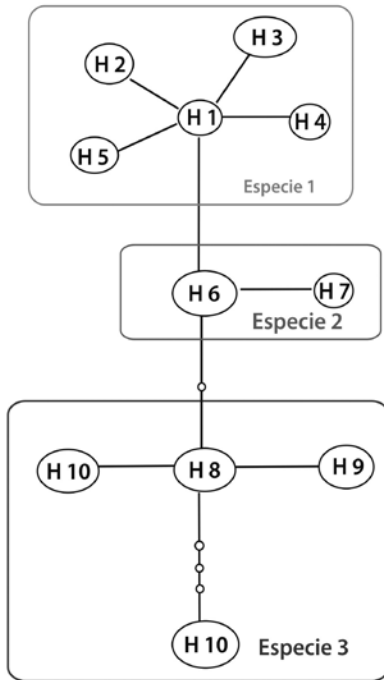 H 3
H 2
H 1
H 4
H 5
Especie 1
H 6
H 7
Especie 2
H 10
H 8
H 9
H 10
Especie 3